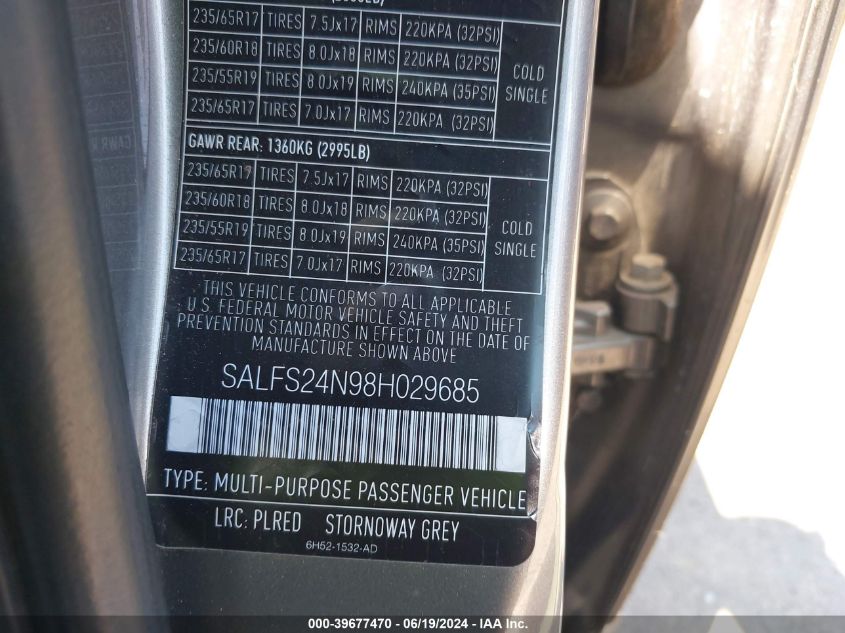 235/65R17 TIRES 7.5Jx17 RIMS 220KPA (32PSI)
235/60R18 TIRES 8.0Jx18 RIMS 220KPA (32PSI)
235/55R19 TIRES 8.0Jx19 RIMS 240KPA (35PSI)
235/65R17 TIRES 7.0Jx17 RIMS 220KPA (32PSI)
COLD
SINGLE
GAWR REAR: 1360KG (2995LB)
235/65R17 TIRES 7.5Jx17 RIMS 220KPA (32PSI)
235/60R18 TIRES 8.0Jx18 RIMS 220KPA (32PSI)
235/55R19 TIRES 8.0Jx19 RIMS 240KPA (35PSI)
235/65R17 TIRES 7.0Jx17 RIMS 220KPA (32PSI)
COLD
SINGLE
THIS VEHICLE CONFORMS TO ALL APPLICABLE
U.S. FEDERAL MOTOR VEHICLE SAFETY AND THEFT
PREVENTION STANDARDS IN EFFECT ON THE DATE OF
MANUFACTURE SHOWN ABOVE
SALFS24N98H029685
TYPE: MULTI-PURPOSE PASSENGER VEHICLE
LRC: PLRED STORNOWAY GREY
6H52-1532-AD
000-39677470 - 06/19/2024 - IAA Inc.